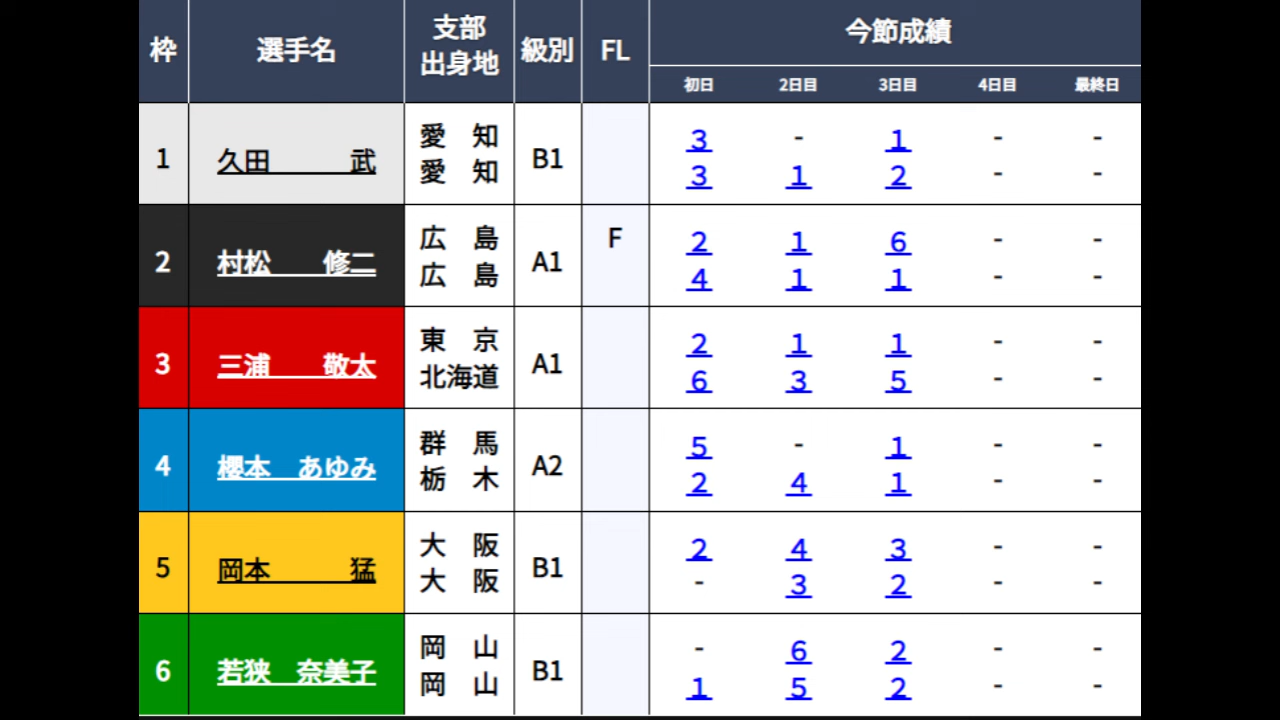 枠 選手名 支部 出身地 級別 FL 今節成績
初日 2日目 3日目 4日目 最終日
1 久田 武 愛知 愛知 B1
3 - 1 - -
3 1 2 - -
2 村松 修二 広島 広島 A1 F
2 1 6 - -
4 1 1 - -
3 三浦 敬太 東京 北海道 A1
2 1 1 - -
6 3 5 - -
4 櫻本 あゆみ 群馬 栃木 A2
5 - 1 - -
2 4 1 - -
5 岡本 猛 大阪 大阪 B1
2 4 3 - -
- 3 2 - -
6 若狭 奈美子 岡山 岡山 B1
- 6 2 - -
1 5 2 - -